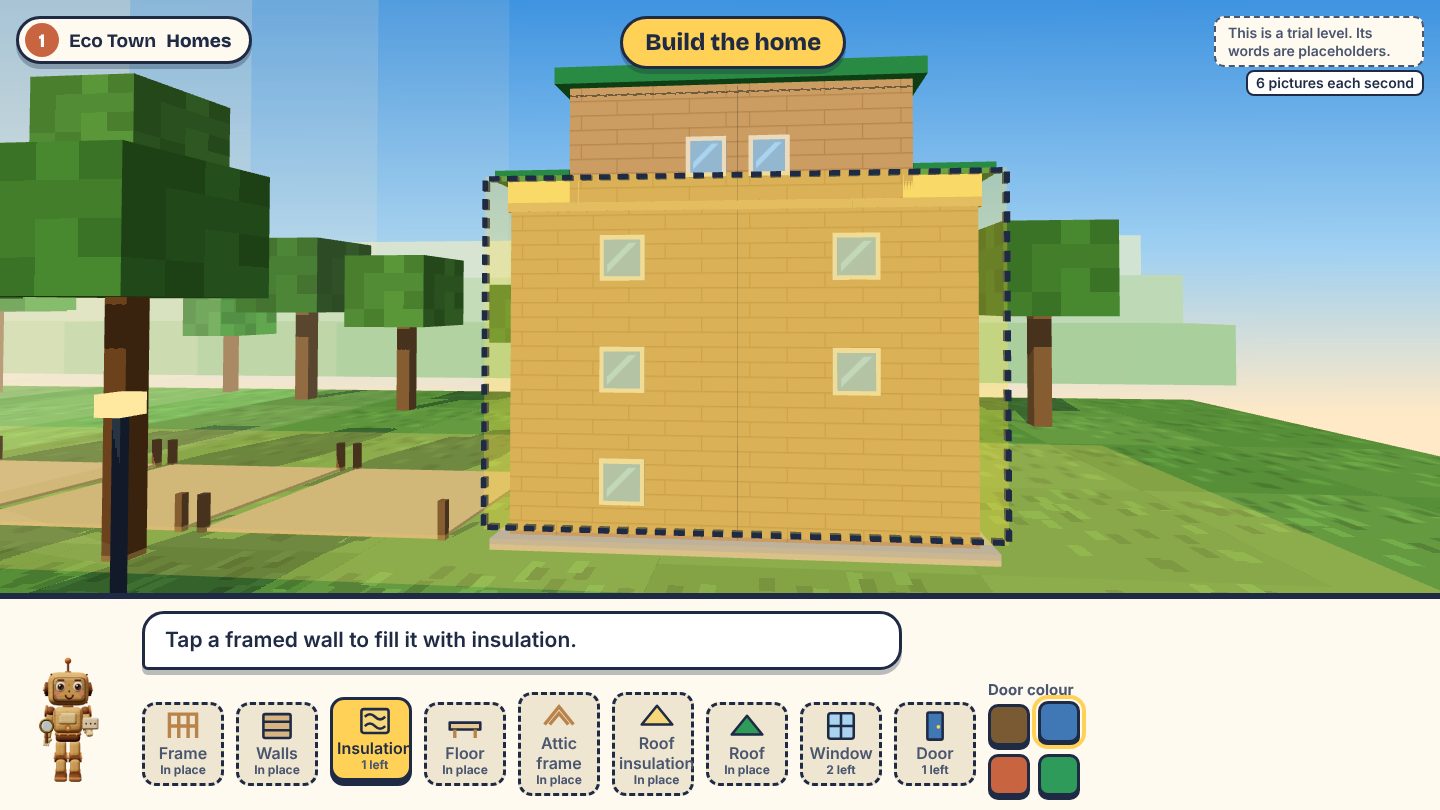 1 Eco Town Homes
Build the home
This is a trial level. Its
words are placeholders.
6 pictures each second
Tap a framed wall to fill it with insulation.
Frame
In place
Walls
In place
Insulation
1 left
Floor
In place
Attic
frame
In place
Roof
insulation
In place
Roof
In place
Window
2 left
Door
1 left
Door colour